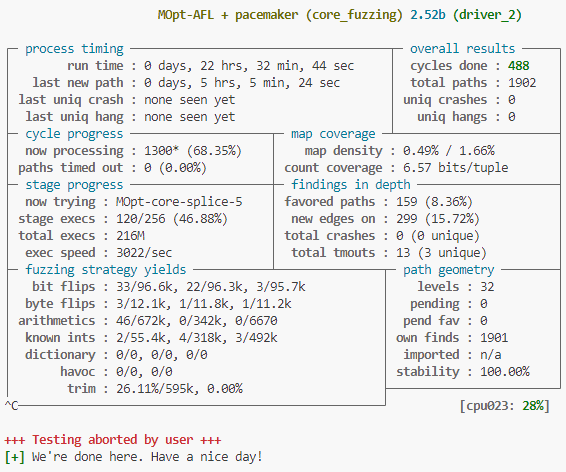 MOpt-AFL + pacemaker (core_fuzzing) 2.52b (driver_2)
process timing
overall results
run time : 0 days, 22 hrs, 32 min, 44 sec
cycles done : 488
last new path : 0 days, 5 hrs, 5 min, 24 sec
total paths : 1902
last uniq crash : none seen yet
uniq crashes : 0
last uniq hang : none seen yet
uniq hangs : 0
cycle progress
map coverage
now processing : 1300* (68.35%)
map density : 0.49% / 1.66%
paths timed out : 0 (0.00%)
count coverage : 6.57 bits/tuple
stage progress
findings in depth
now trying : MOpt-core-splice-5
favored paths : 159 (8.36%)
stage execs : 120/256 (46.88%)
new edges on : 299 (15.72%)
total execs : 216M
total crashes : 0 (0 unique)
exec speed : 3022/sec
total tmouts : 13 (3 unique)
fuzzing strategy yields
path geometry
bit flips : 33/96.6k, 22/96.3k, 3/95.7k
levels : 32
byte flips : 3/12.1k, 1/11.8k, 1/11.2k
pending : 0
arithmetics : 46/672k, 0/342k, 0/6670
pend fav : 0
known ints : 2/55.4k, 4/318k, 3/492k
own finds : 1901
dictionary : 0/0, 0/0, 0/0
imported : n/a
havoc : 0/0, 0/0
stability : 100.00%
trim : 26.11%/595k, 0.00%
^C
[cpu023: 28%]
+++ Testing aborted by user +++
[+] We're done here. Have a nice day!